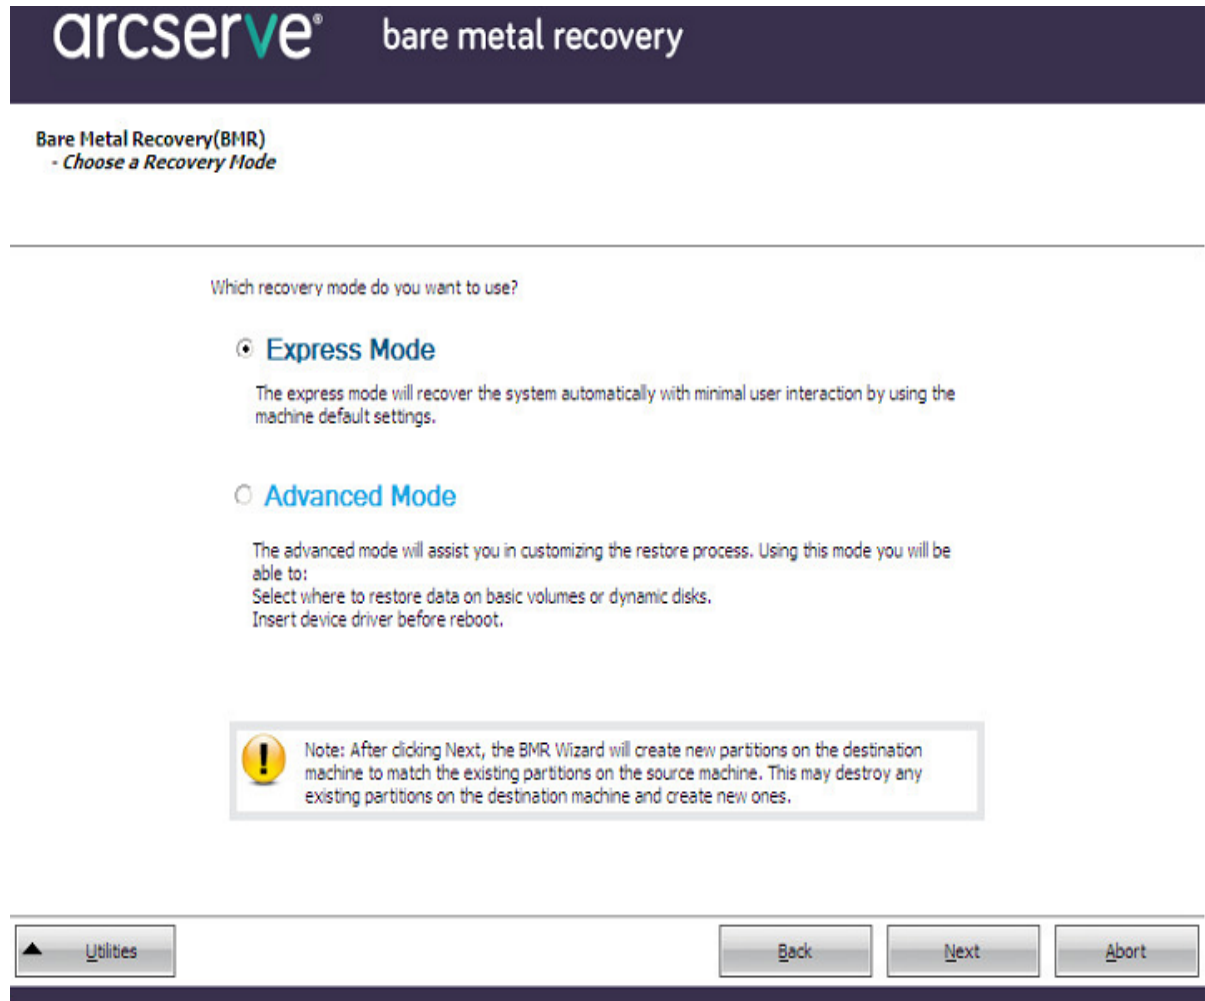 arcserve® bare metal recovery
Bare Metal Recovery(BMR)
- Choose a Recovery Mode
Which recovery mode do you want to use?
Express Mode
The express mode will recover the system automatically with minimal user interaction by using the
machine default settings.
Advanced Mode
The advanced mode will assist you in customizing the restore process. Using this mode you will be
able to:
Select where to restore data on basic volumes or dynamic disks.
Insert device driver before reboot.
Note: After clicking Next, the BMR Wizard will create new partitions on the destination
machine to match the existing partitions on the source machine. This may destroy any
existing partitions on the destination machine and create new ones.
Utilities Back Next Abort